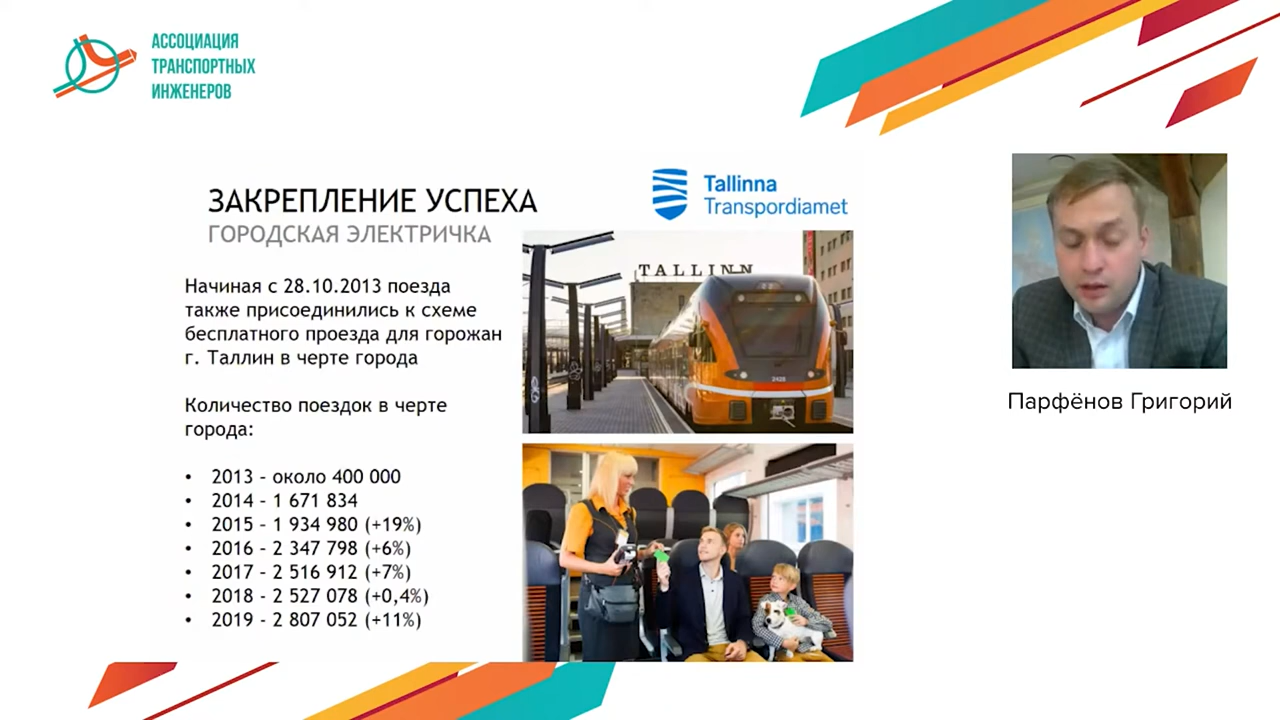 АССОЦИАЦИЯ
ТРАНСПОРТНЫХ
ИНЖЕНЕРОВ
ЗАКРЕПЛЕНИЕ УСПЕХА
ГОРОДСКАЯ ЭЛЕКТРИЧКА
Tallinna
Transpordiamet
Начиная с 28.10.2013 поезда
также присоединились к схеме
бесплатного проезда для горожан
г. Таллин в черте города
Количество поездок в черте
города:
• 2013 - около 400 000
• 2014 - 1 671 834
• 2015 - 1 934 980 (+19%)
• 2016 - 2 347 798 (+6%)
• 2017 - 2 516 912 (+7%)
• 2018 - 2 527 078 (+0,4%)
• 2019 - 2 807 052 (+11%)
TALLINN
2425
Парфёнов Григорий